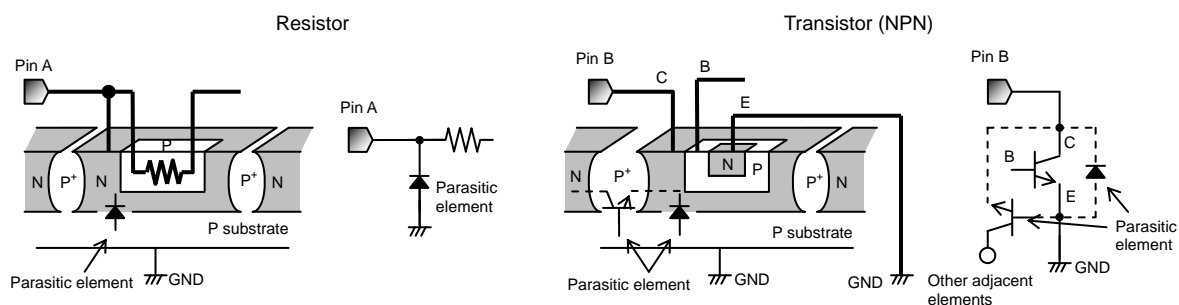 Resistor
Transistor (NPN)
Pin A
P
N
P+
N
P+
N
P substrate
Parasitic element
GND
Pin A
Parasitic
element
Pin B
C
B
E
N
P+
N
N
P
P+
N
P substrate
Parasitic element
GND
GND
Pin B
C
B
E
Parasitic
element
GND
Other adjacent
elements